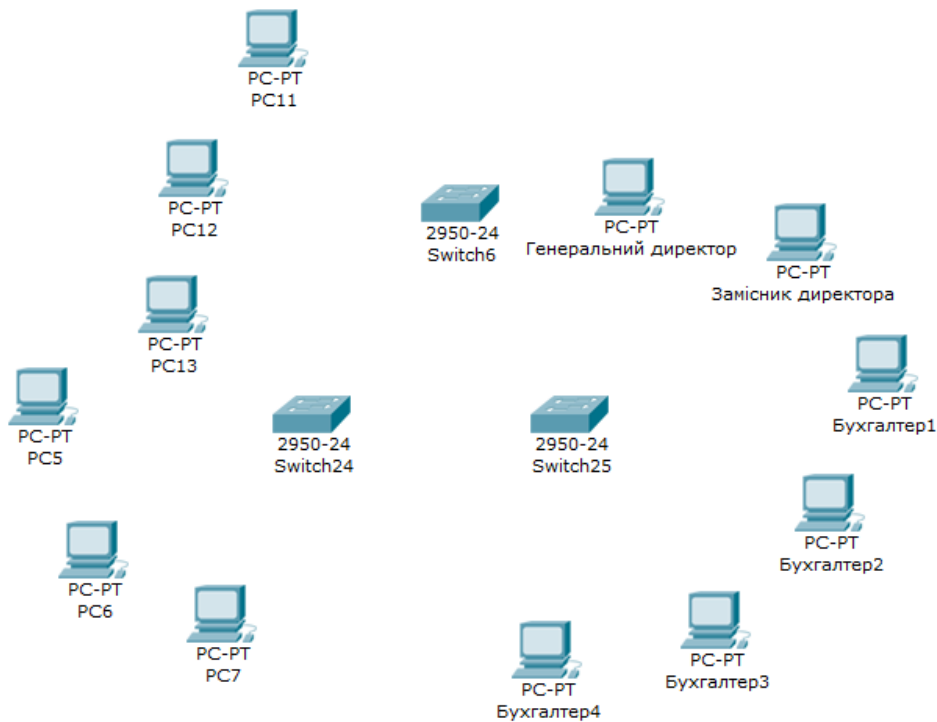 PC-PT
PC11
PC-PT
PC12
2950-24
Switch6
PC-PT
Генеральний директор
PC-PT
Замісник директора
PC-PT
PC13
PC-PT
Бухгалтер1
PC-PT
PC5
2950-24
Switch24
2950-24
Switch25
PC-PT
Бухгалтер2
PC-PT
PC6
PC-PT
PC7
PC-PT
Бухгалтер3
PC-PT
Бухгалтер4